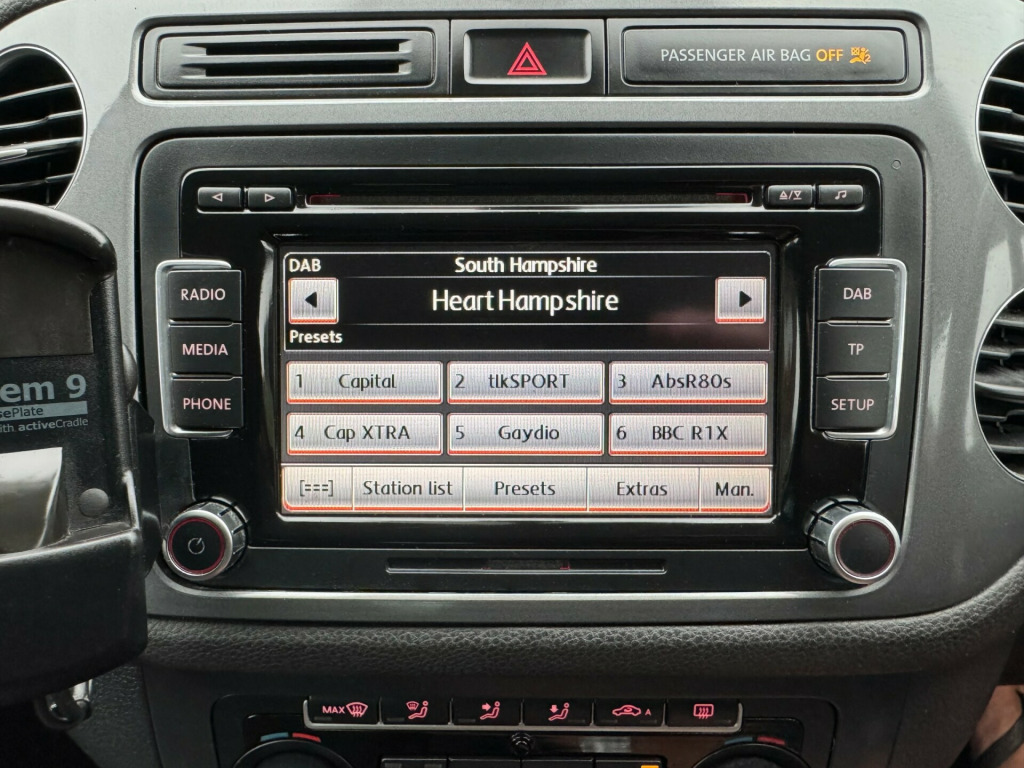 PASSENGER AIR BAG OFF
RADIO
MEDIA
PHONE
DAB
TP
SETUP
DAB South Hampshire
Heart Hampshire
Presets
1 Capital
2 tlkSPORT
3 AbsR80s
4 Cap XTRA
5 Gaydio
6 BBC R1X
[===] Station list Presets Extras Man.
em 9
sePlate
ith activeCradle
MAX
A